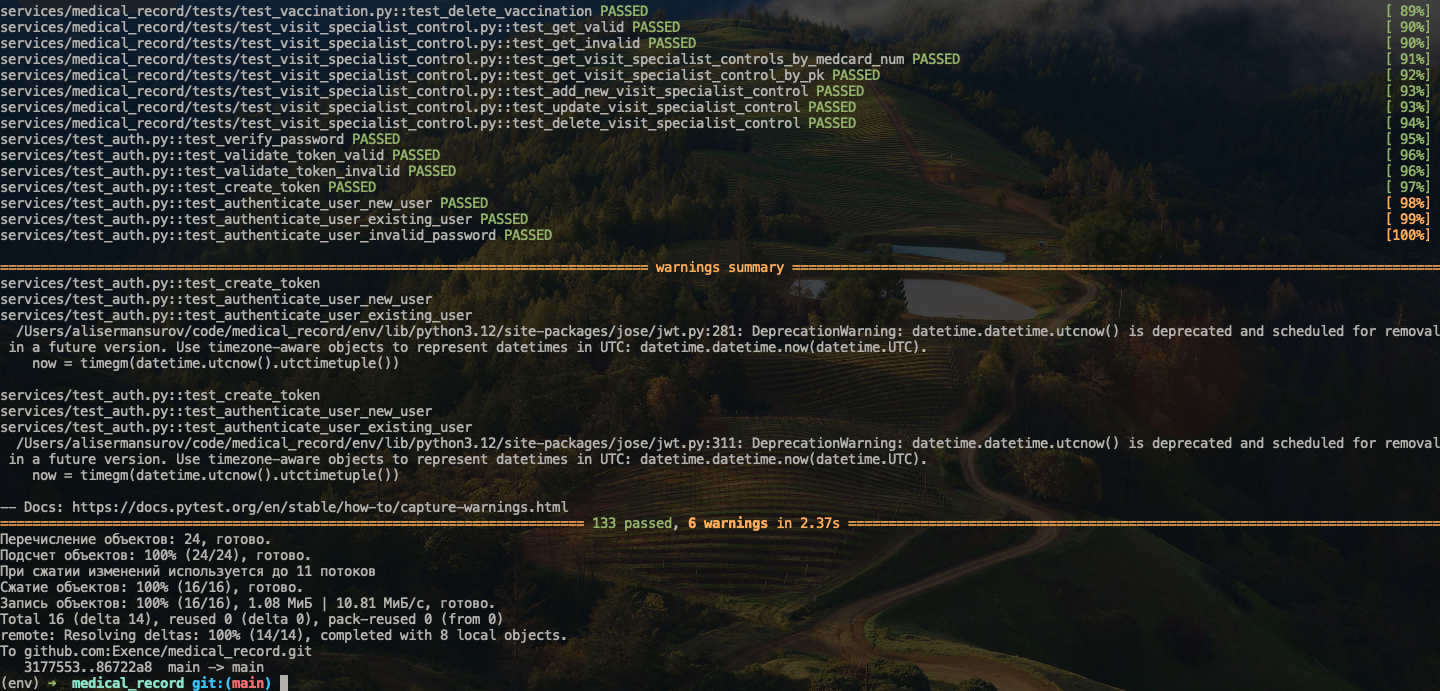 services/medical_record/tests/test_vaccination.py::test_delete_vaccination PASSED [ 89%]
services/medical_record/tests/test_visit_specialist_control.py::test_get_valid PASSED [ 90%]
services/medical_record/tests/test_visit_specialist_control.py::test_get_invalid PASSED [ 90%]
services/medical_record/tests/test_visit_specialist_control.py::test_get_visit_specialist_controls_by_medcard_num PASSED [ 91%]
services/medical_record/tests/test_visit_specialist_control.py::test_get_visit_specialist_control_by_pk PASSED [ 92%]
services/medical_record/tests/test_visit_specialist_control.py::test_add_new_visit_specialist_control PASSED [ 93%]
services/medical_record/tests/test_visit_specialist_control.py::test_update_visit_specialist_control PASSED [ 93%]
services/medical_record/tests/test_visit_specialist_control.py::test_delete_visit_specialist_control PASSED [ 94%]
services/test_auth.py::test_verify_password PASSED [ 95%]
services/test_auth.py::test_validate_token_valid PASSED [ 96%]
services/test_auth.py::test_validate_token_invalid PASSED [ 96%]
services/test_auth.py::test_create_token PASSED [ 97%]
services/test_auth.py::test_authenticate_user_new_user PASSED [ 98%]
services/test_auth.py::test_authenticate_user_existing_user PASSED [ 99%]
services/test_auth.py::test_authenticate_user_invalid_password PASSED [100%]
warnings summary
services/test_auth.py::test_create_token
services/test_auth.py::test_authenticate_user_new_user
services/test_auth.py::test_authenticate_user_existing_user
/Users/alisermansurov/code/medical_record/env/lib/python3.12/site-packages/jose/jwt.py:281: DeprecationWarning: datetime.datetime.utcnow() is deprecated and scheduled for removal
in a future version. Use timezone-aware objects to represent datetimes in UTC: datetime.datetime.now(datetime.UTC).
now = timegm(datetime.utcnow().utctimetuple())
services/test_auth.py::test_create_token
services/test_auth.py::test_authenticate_user_new_user
services/test_auth.py::test_authenticate_user_existing_user
/Users/alisermansurov/code/medical_record/env/lib/python3.12/site-packages/jose/jwt.py:311: DeprecationWarning: datetime.datetime.utcnow() is deprecated and scheduled for removal
in a future version. Use timezone-aware objects to represent datetimes in UTC: datetime.datetime.now(datetime.UTC).
now = timegm(datetime.utcnow().utctimetuple())
-- Docs: https://docs.pytest.org/en/stable/how-to/capture-warnings.html
133 passed, 6 warnings in 2.37s
Перечисление объектов: 24, готово.
Подсчет объектов: 100% (24/24), готово.
При сжатии изменений используется до 11 потоков
Сжатие объектов: 100% (16/16), готово.
Запись объектов: 100% (16/16), 1.08 МиБ | 10.81 МиБ/с, готово.
Total 16 (delta 14), reused 0 (delta 0), pack-reused 0 (from 0)
remote: Resolving deltas: 100% (14/14), completed with 8 local objects.
To github.com:Exence/medical_record.git
3177553..86722a8 main -> main
(env) ➜ medical_record git:(main)